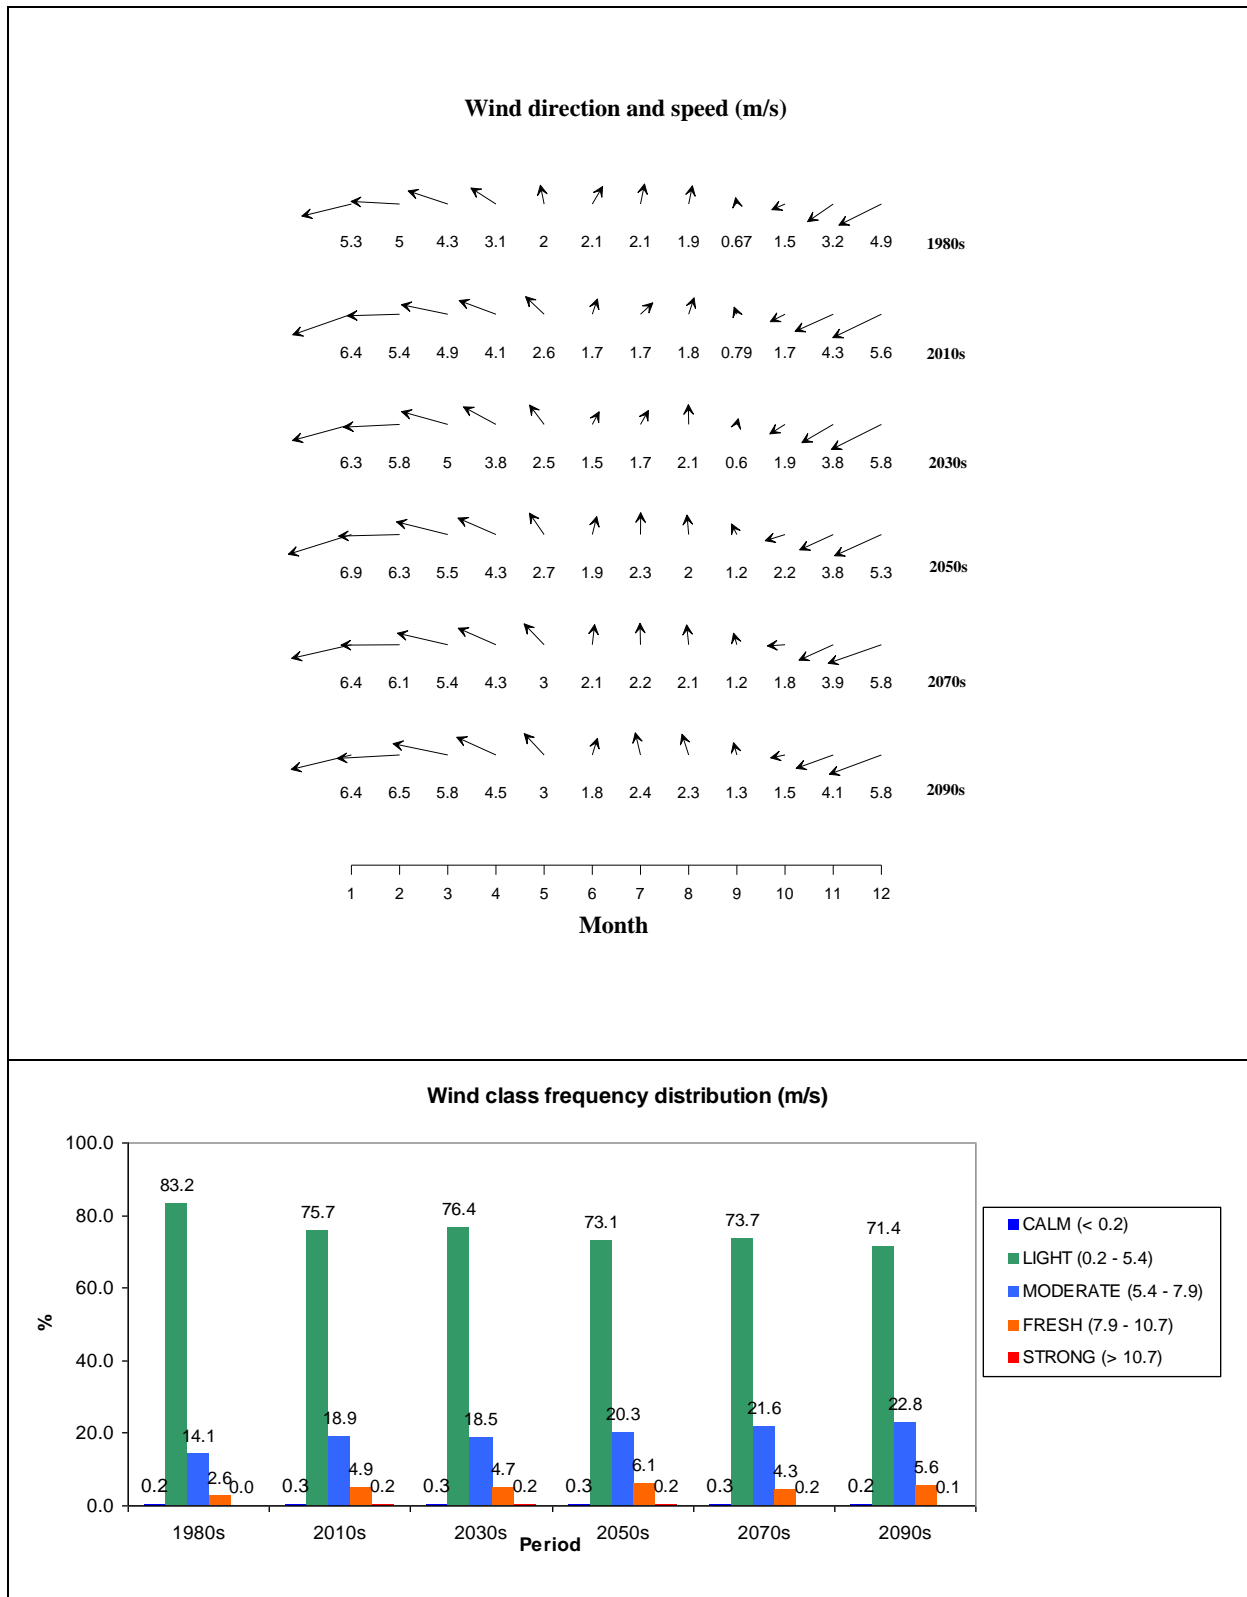 Wind direction and speed (m/s)
5.3 5 4.3 3.1 2 2.1 2.1 1.9 0.67 1.5 3.2 4.9 1980s
6.4 5.4 4.9 4.1 2.6 1.7 1.7 1.8 0.79 1.7 4.3 5.6 2010s
6.3 5.8 5 3.8 2.5 1.5 1.7 2.1 0.6 1.9 3.8 5.8 2030s
6.9 6.3 5.5 4.3 2.7 1.9 2.3 2 1.2 2.2 3.8 5.3 2050s
6.4 6.1 5.4 4.3 3 2.1 2.2 2.1 1.2 1.8 3.9 5.8 2070s
6.4 6.5 5.8 4.5 3 1.8 2.4 2.3 1.3 1.5 4.1 5.8 2090s
1 2 3 4 5 6 7 8 9 10 11 12
Month
Wind class frequency distribution (m/s)
100.0
80.0
60.0
40.0
20.0
0.0
%
0.2 83.2 14.1 2.6 0.0
0.3 75.7 18.9 4.9 0.2
0.3 76.4 18.5 4.7 0.2
0.3 73.1 20.3 6.1 0.2
0.3 73.7 21.6 4.3 0.2
0.2 71.4 22.8 5.6 0.1
1980s 2010s 2030s 2050s 2070s 2090s
Period
CALM (< 0.2)
LIGHT (0.2 - 5.4)
MODERATE (5.4 - 7.9)
FRESH (7.9 - 10.7)
STRONG (> 10.7)